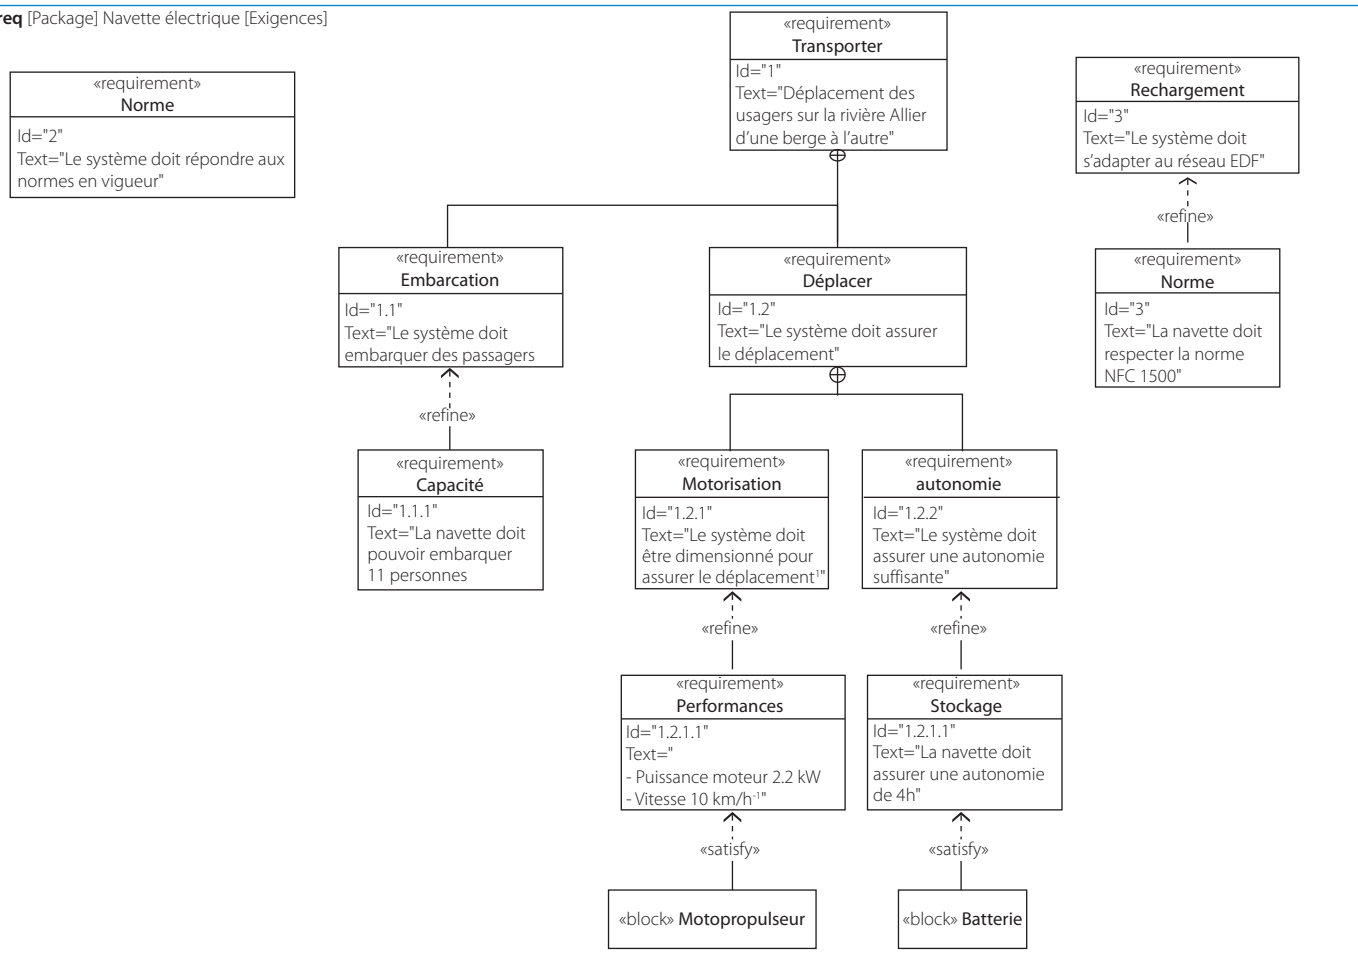 req [Package] Navette électrique [Exigences]
«requirement»
Transporter
Id="1"
Text="Déplacement des
usagers sur la rivière Allier
d'une berge à l'autre"
«requirement»
Norme
Id="2"
Text="Le système doit répondre aux
normes en vigueur"
«requirement»
Rechargement
Id="3"
Text="Le système doit
s'adapter au réseau EDF"
«refine»
«requirement»
Embarcation
Id="1.1"
Text="Le système doit
embarquer des passagers
«requirement»
Déplacer
Id="1.2"
Text="Le système doit assurer
le déplacement"
«requirement»
Norme
Id="3"
Text="La navette doit
respecter la norme
NFC 1500"
«refine»
«requirement»
Capacité
Id="1.1.1"
Text="La navette doit
pouvoir embarquer
11 personnes
«requirement»
Motorisation
Id="1.2.1"
Text="Le système doit
être dimensionné pour
assurer le déplacement¹"
«requirement»
autonomie
Id="1.2.2"
Text="Le système doit
assurer une autonomie
suffisante"
«refine»
«refine»
«requirement»
Performances
Id="1.2.1.1"
Text="
- Puissance moteur 2.2 kW
- Vitesse 10 km/h⁻¹"
«requirement»
Stockage
Id="1.2.1.1"
Text="La navette doit
assurer une autonomie
de 4h"
«satisfy»
«satisfy»
«block» Motopropulseur
«block» Batterie